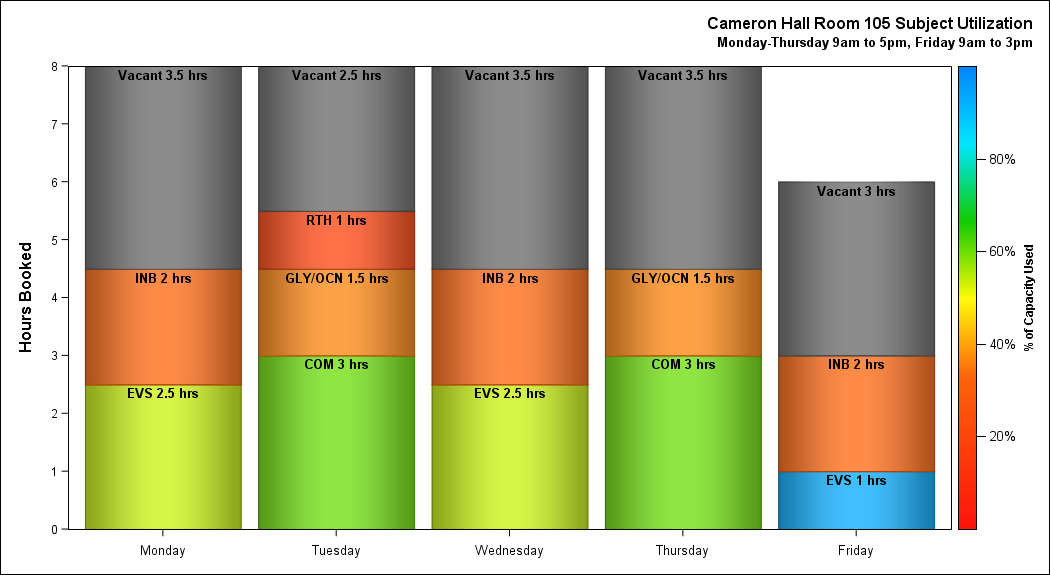 Cameron Hall Room 105 Subject Utilization
Monday-Thursday 9am to 5pm, Friday 9am to 3pm
Hours Booked
8
7
6
5
4
3
2
1
0
Vacant 3.5 hrs
INB 2 hrs
EVS 2.5 hrs
Monday
Vacant 2.5 hrs
RTH 1 hrs
GLY/OCN 1.5 hrs
COM 3 hrs
Tuesday
Vacant 3.5 hrs
INB 2 hrs
EVS 2.5 hrs
Wednesday
Vacant 3.5 hrs
GLY/OCN 1.5 hrs
COM 3 hrs
Thursday
Vacant 3 hrs
INB 2 hrs
EVS 1 hrs
Friday
80%
60%
40%
20%
% of Capacity Used